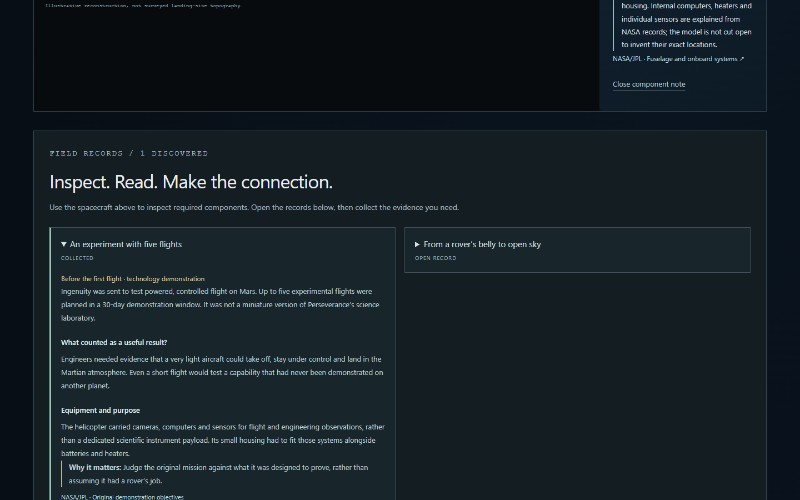 Illustrative reconstruction, not surveyed landing-site topography.
housing. Internal computers, heaters and
individual sensors are explained from
NASA records; the model is not cut open
to invent their exact locations.
NASA/JPL · Fuselage and onboard systems ↗
Close component note
FIELD RECORDS / 1 DISCOVERED
Inspect. Read. Make the connection.
Use the spacecraft above to inspect required components. Open the records below, then collect the evidence you need.
▼ An experiment with five flights
COLLECTED
Before the first flight · technology demonstration
Ingenuity was sent to test powered, controlled flight on Mars. Up to five experimental flights were
planned in a 30-day demonstration window. It was not a miniature version of Perseverance's science
laboratory.
What counted as a useful result?
Engineers needed evidence that a very light aircraft could take off, stay under control and land in the
Martian atmosphere. Even a short flight would test a capability that had never been demonstrated on
another planet.
Equipment and purpose
The helicopter carried cameras, computers and sensors for flight and engineering observations, rather
than a dedicated scientific instrument payload. Its small housing had to fit those systems alongside
batteries and heaters.
Why it matters: Judge the original mission against what it was designed to prove, rather than
assuming it had a rover's job.
NASA/JPL · Original demonstration objectives
▶ From a rover's belly to open sky
OPEN RECORD